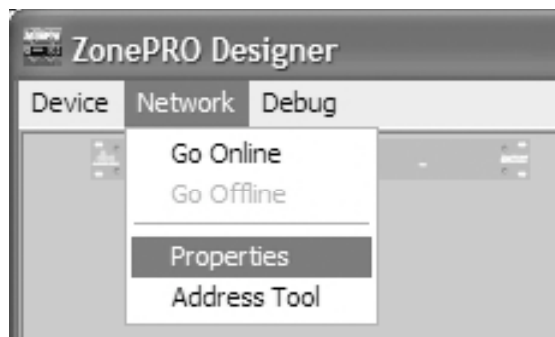 ZonePRO Designer
Device Network Debug
Go Online
Go Offline
Properties
Address Tool